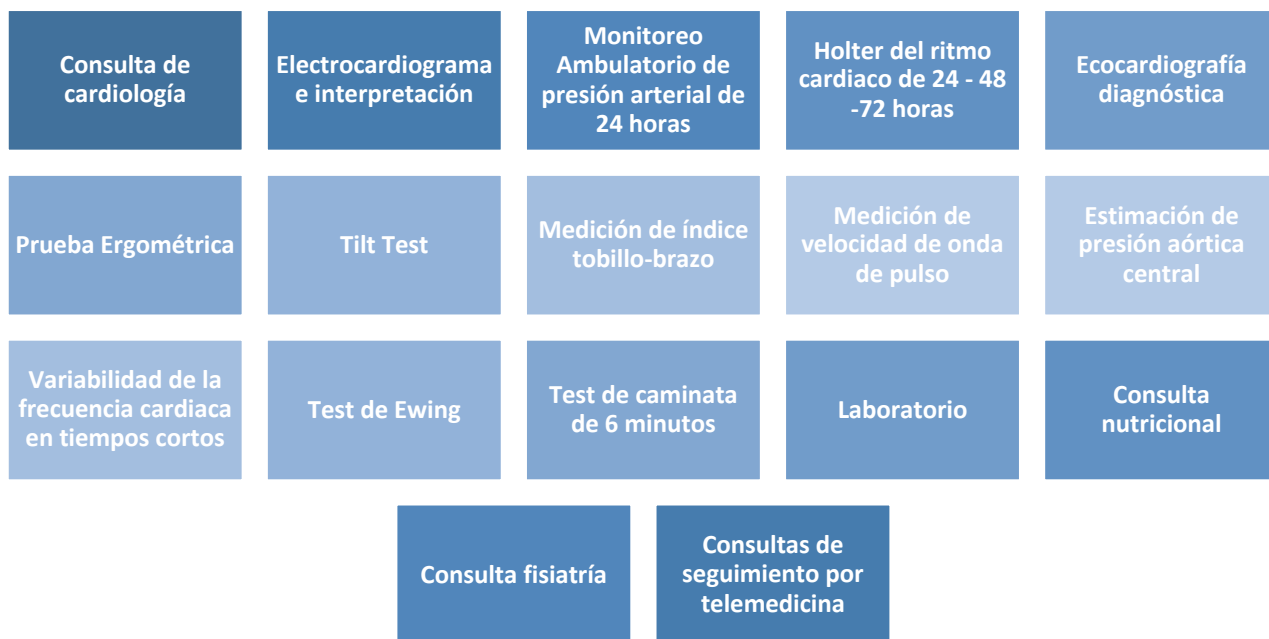 Consulta de
cardiología
Electrocardiograma
e interpretación
Monitoreo
Ambulatorio de
presión arterial de
24 horas
Holter del ritmo
cardiaco de 24 - 48
-72 horas
Ecocardiografía
diagnóstica
Prueba Ergométrica
Tilt Test
Medición de índice
tobillo-brazo
Medición de
velocidad de onda
de pulso
Estimación de
presión aórtica
central
Variabilidad de la
frecuencia cardiaca
en tiempos cortos
Test de Ewing
Test de caminata
de 6 minutos
Laboratorio
Consulta
nutricional
Consulta fisiatría
Consultas de
seguimiento por
telemedicina